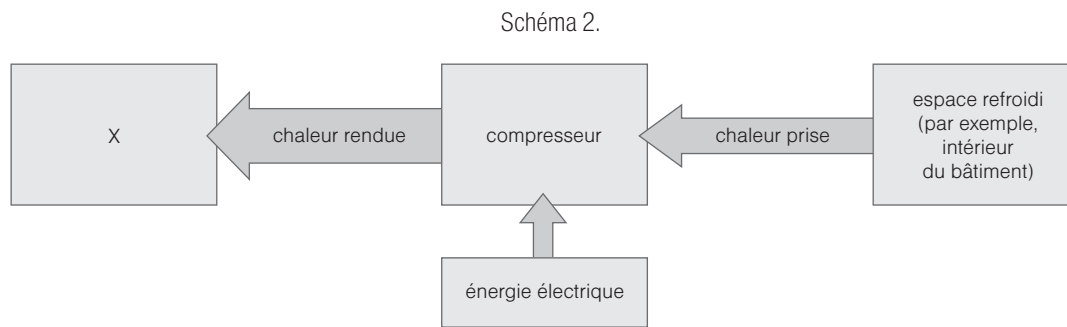 Schéma 2.
X
chaleur rendue
compresseur
chaleur prise
espace refroidi
(par exemple,
intérieur
du bâtiment)
énergie électrique